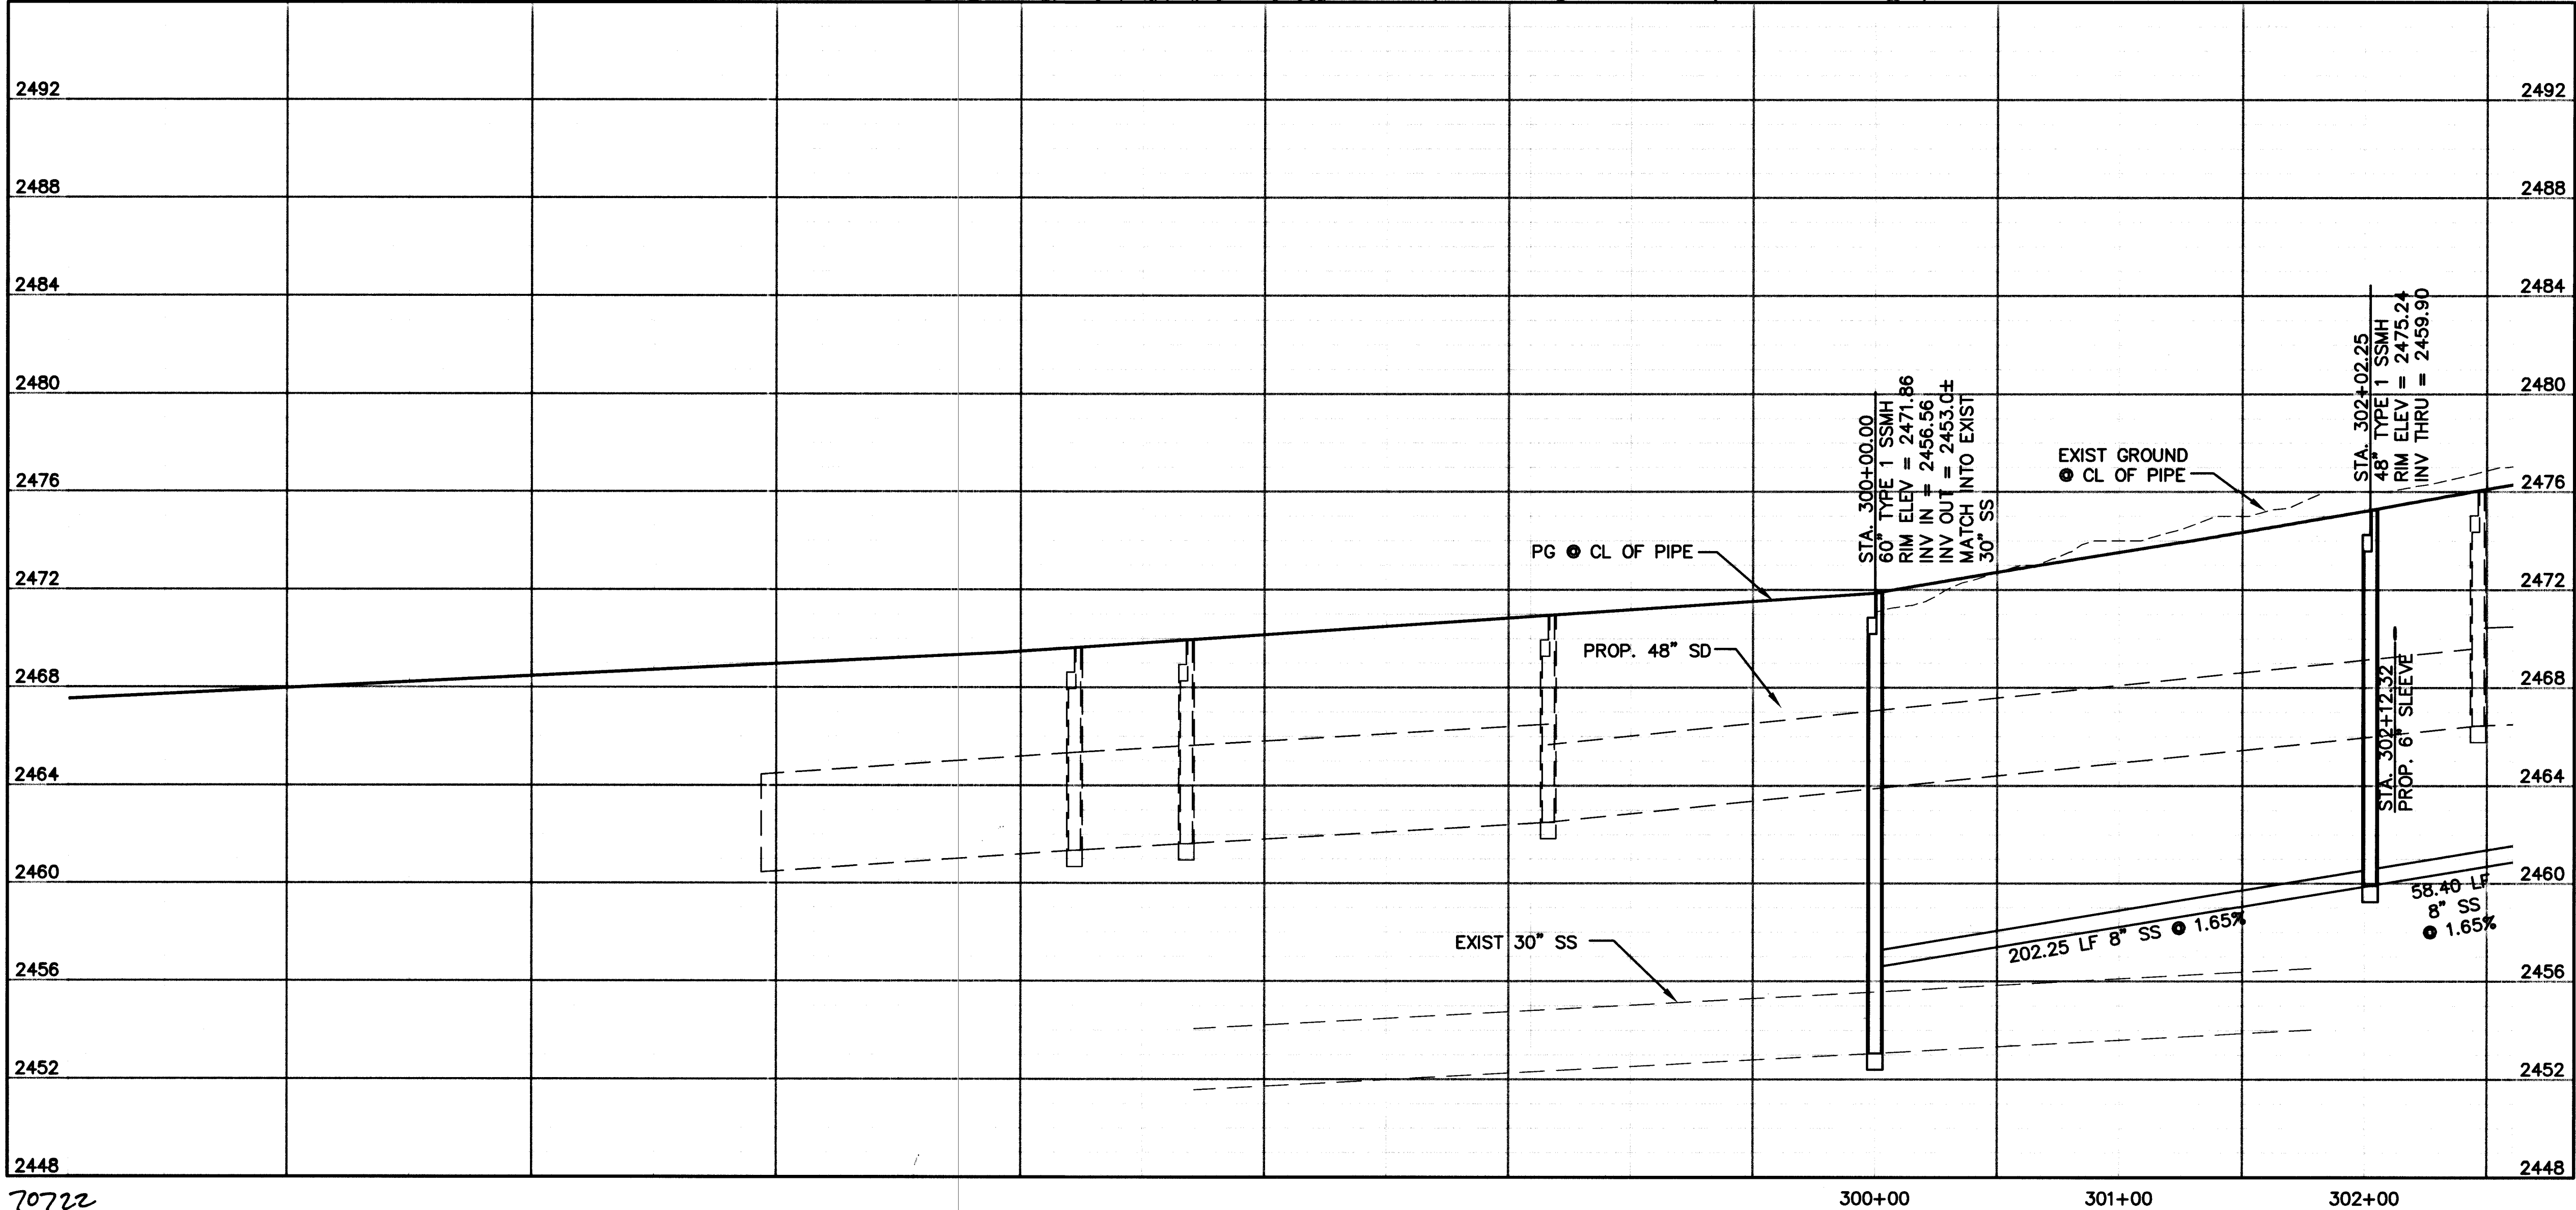 2492
2492
2488
2488
2484
2484
2480
2480
2476
2476
2472
2472
2468
2468
2464
2464
2460
2460
2456
2456
2452
2452
2448
2448
STA. 300+00.00
60" TYPE 1 SSMH
RIM ELEV = 2471.86
INV IN = 2456.56
INV OUT = 2453.0±
MATCH INTO EXIST
30" SS
STA. 302+02.25
48" TYPE 1 SSMH
RIM ELEV = 2475.24
INV THRU = 2459.90
EXIST GROUND
@ CL OF PIPE
PG @ CL OF PIPE
PROP. 48" SD
STA. 302+12.32
PROP. 6" SLEEVE
EXIST 30" SS
202.25 LF 8" SS @ 1.65%
58.40 LF
8" SS
@ 1.65%
70722
300+00
301+00
302+00